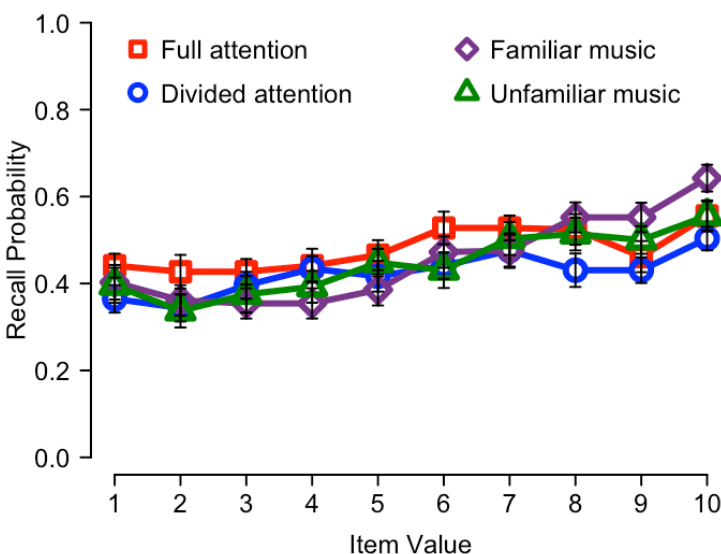 1.0
Full attention
Familiar music
Divided attention
Unfamiliar music
0.8
0.6
0.4
0.2
0.0
Recall Probability
1 2 3 4 5 6 7 8 9 10
Item Value